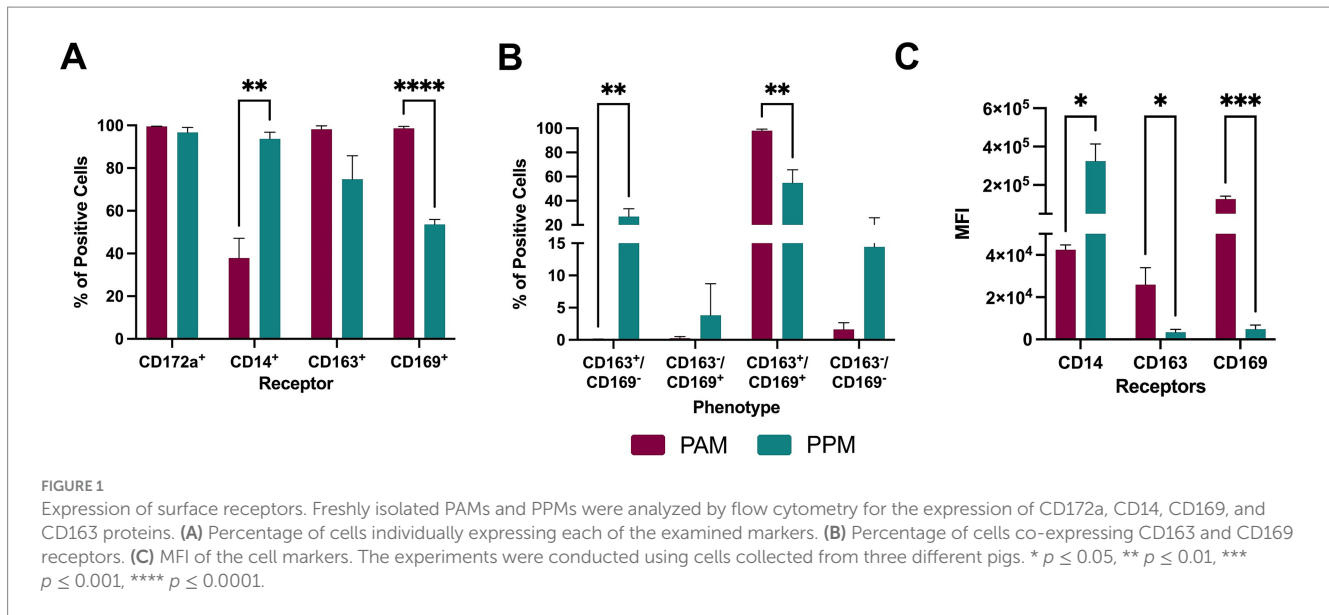 A
% of Positive Cells
100
80
60
40
20
0
**
****
CD172a⁺ CD14⁺ CD163⁺ CD169⁺
Receptor
B
% of Positive Cells
100
80
60
40
20
15
10
5
0
**
**
CD163⁺/ CD163⁻/ CD163⁺/ CD163⁻/
CD169⁻ CD169⁺ CD169⁺ CD169⁻
Phenotype
C
MFI
6×10⁵
4×10⁵
2×10⁵
4×10⁴
2×10⁴
0
*
*
***
CD14 CD163 CD169
Receptors
PAM PPM
FIGURE 1
Expression of surface receptors. Freshly isolated PAMs and PPMs were analyzed by flow cytometry for the expression of CD172a, CD14, CD169, and
CD163 proteins. (A) Percentage of cells individually expressing each of the examined markers. (B) Percentage of cells co-expressing CD163 and CD169
receptors. (C) MFI of the cell markers. The experiments were conducted using cells collected from three different pigs. * p ≤ 0.05, ** p ≤ 0.01, ***
p ≤ 0.001, **** p ≤ 0.0001.